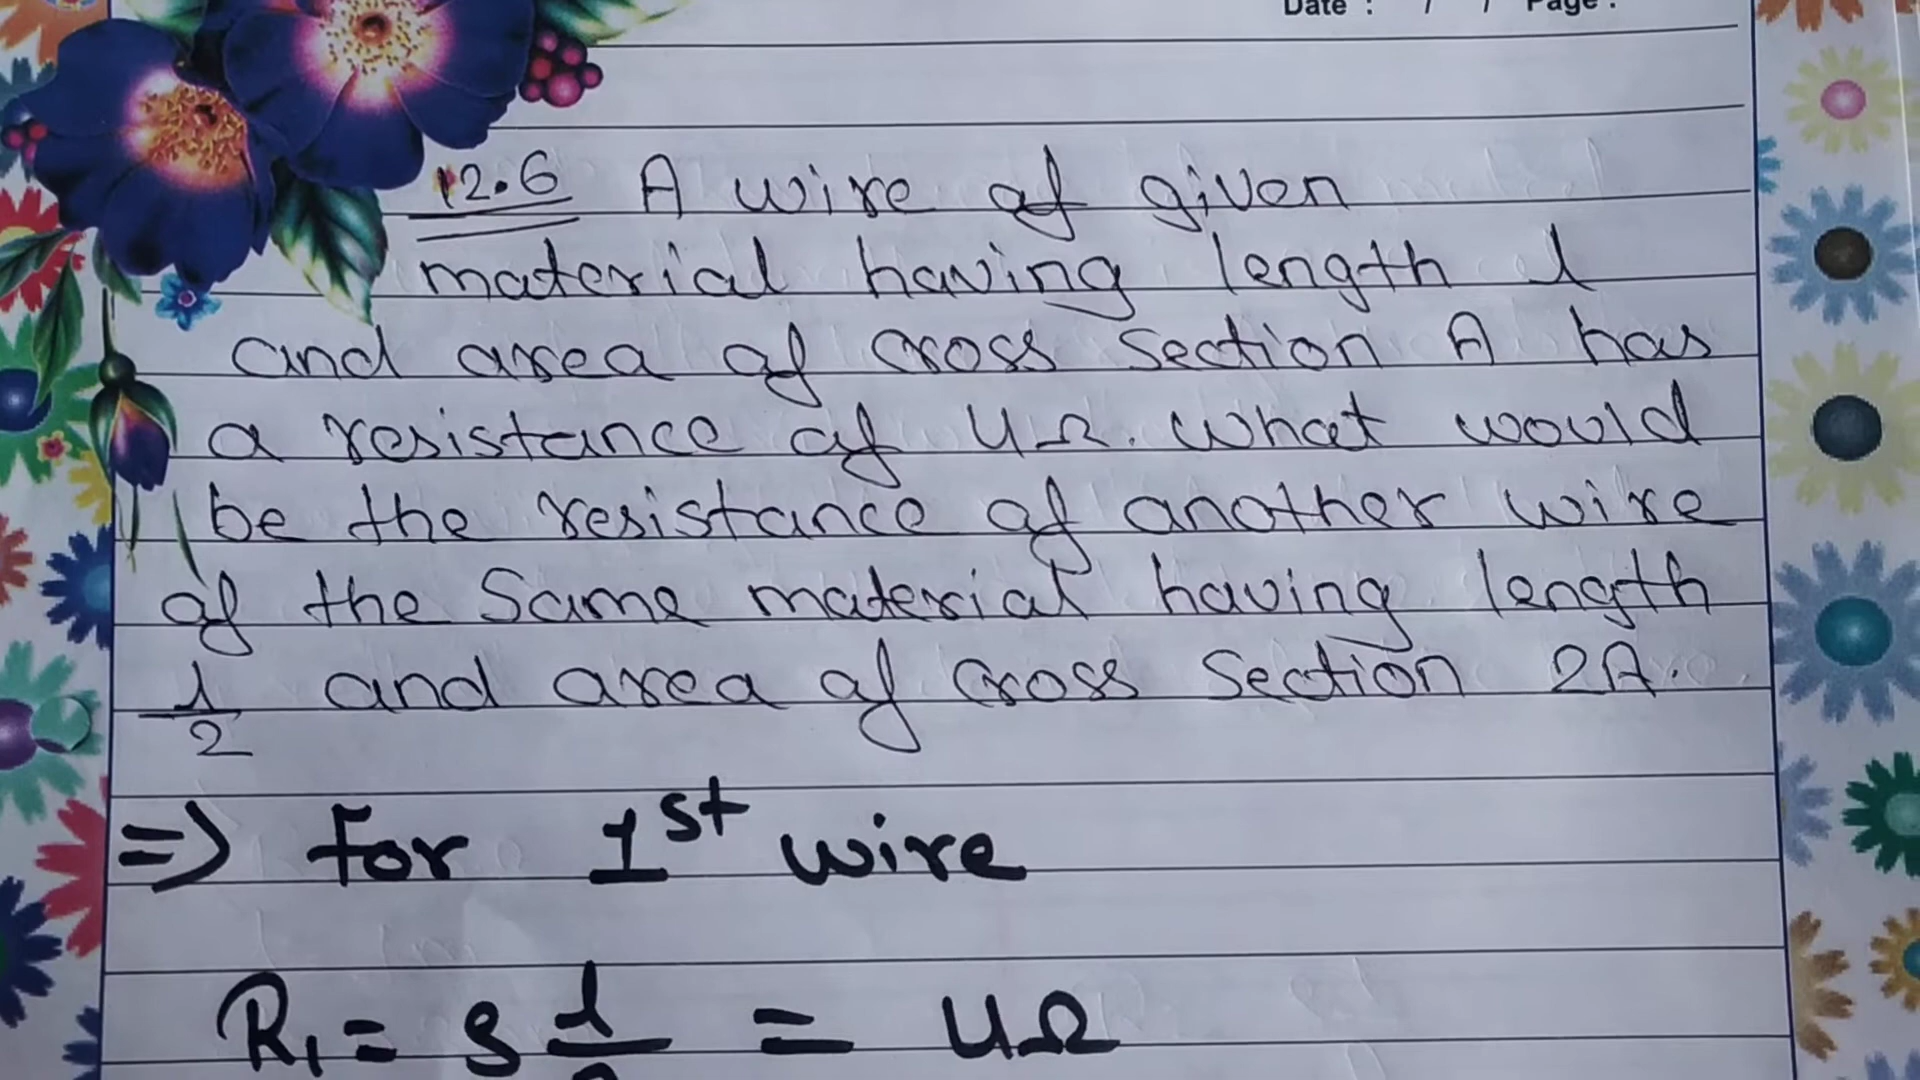 Date : / / Page :
12.6 A wire of given
material having length l
and area of cross section A has
a resistance of 4Ω. What would
be the resistance of another wire
of the same material having length
l/2 and area of cross section 2A.
=> For 1st wire
R₁ = ρ l/ = 4Ω